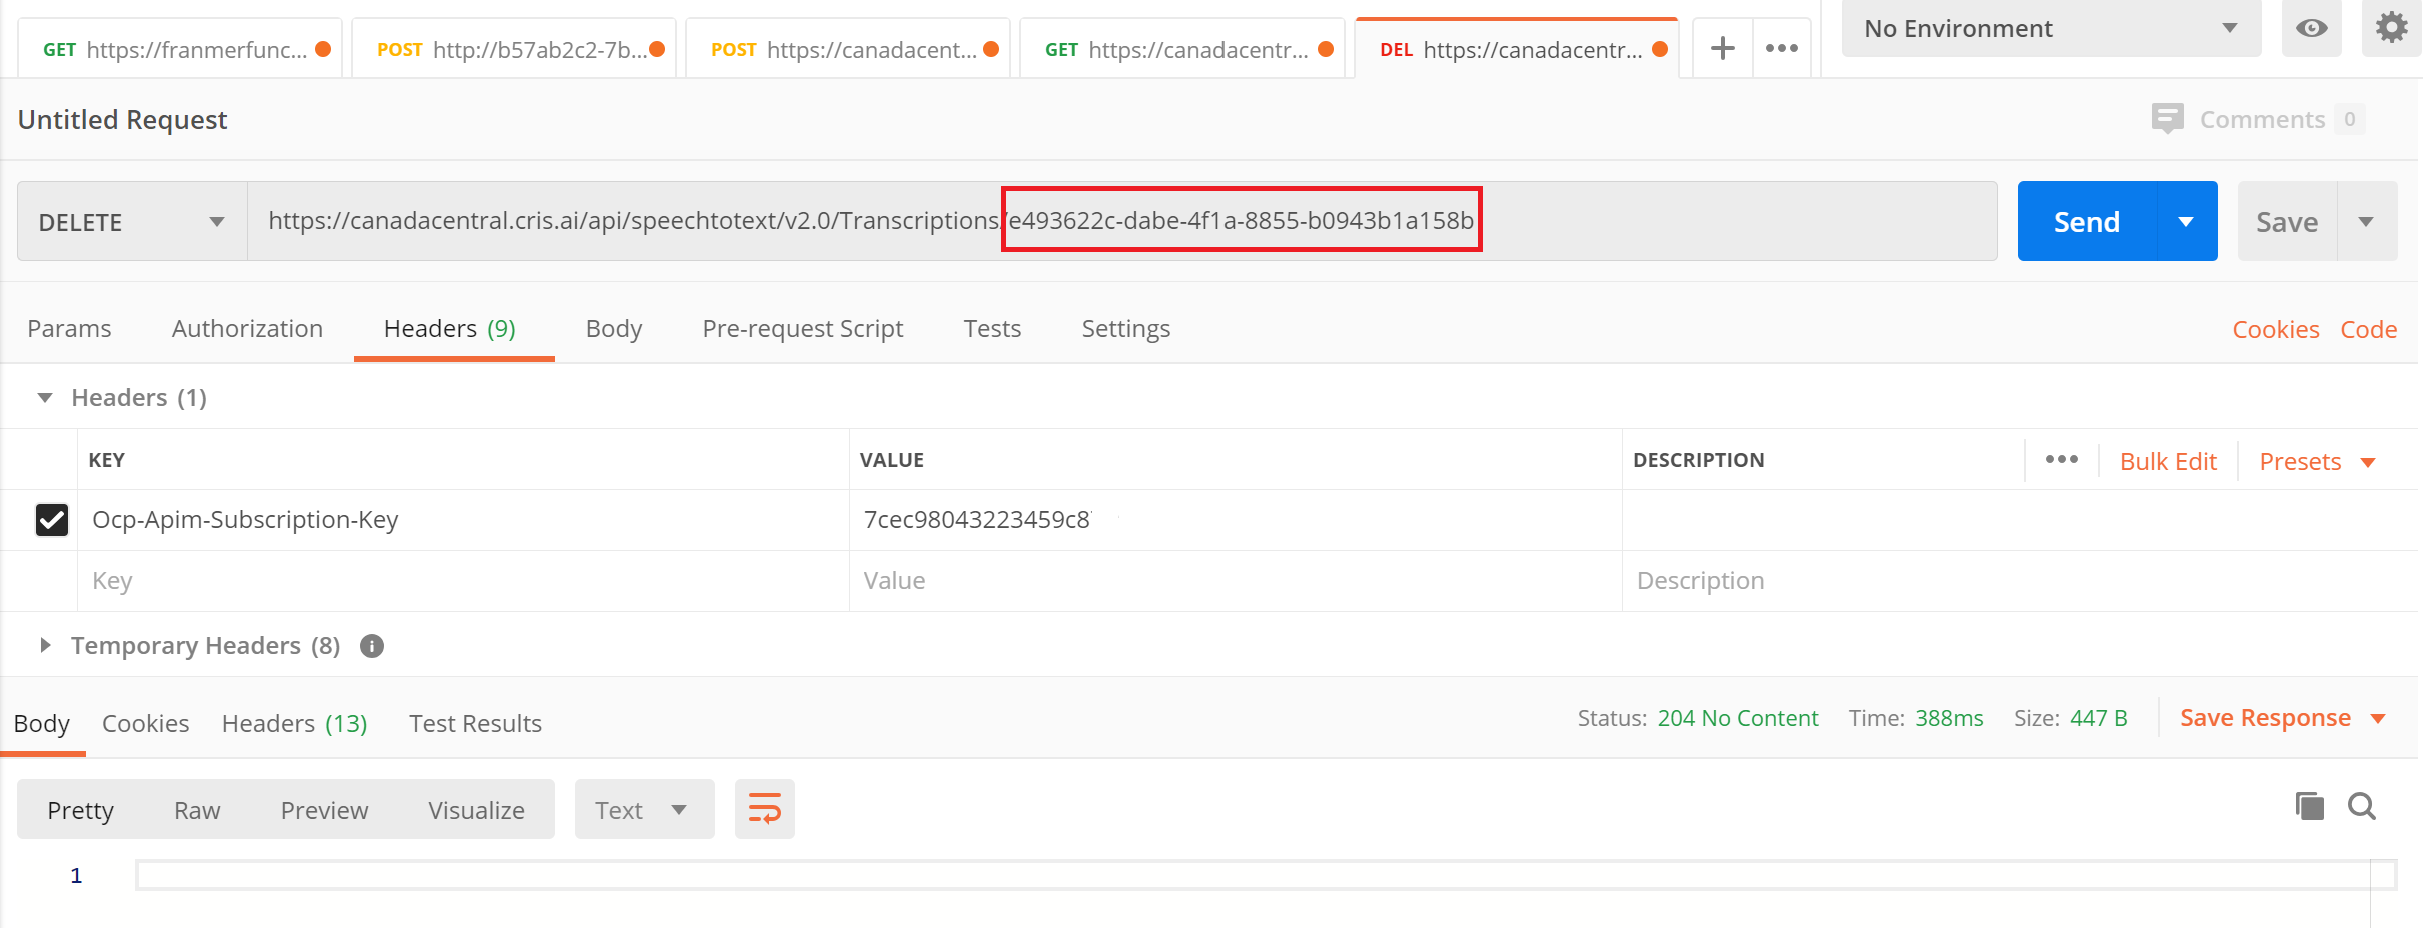 GET https://franmerfunc... POST http://b57ab2c2-7b... POST https://canadacent... GET https://canadacentr... DEL https://canadacentr... No Environment
Untitled Request Comments 0
DELETE https://canadacentral.cris.ai/api/speechtotext/v2.0/Transcriptions/e493622c-dabe-4f1a-8855-b0943b1a158b Send Save
Params Authorization Headers (9) Body Pre-request Script Tests Settings Cookies Code
Headers (1)
KEY VALUE DESCRIPTION Bulk Edit Presets
Ocp-Apim-Subscription-Key 7cec98043223459c8
Key Value Description
Temporary Headers (8)
Body Cookies Headers (13) Test Results Status: 204 No Content Time: 388ms Size: 447 B Save Response
Pretty Raw Preview Visualize Text
1